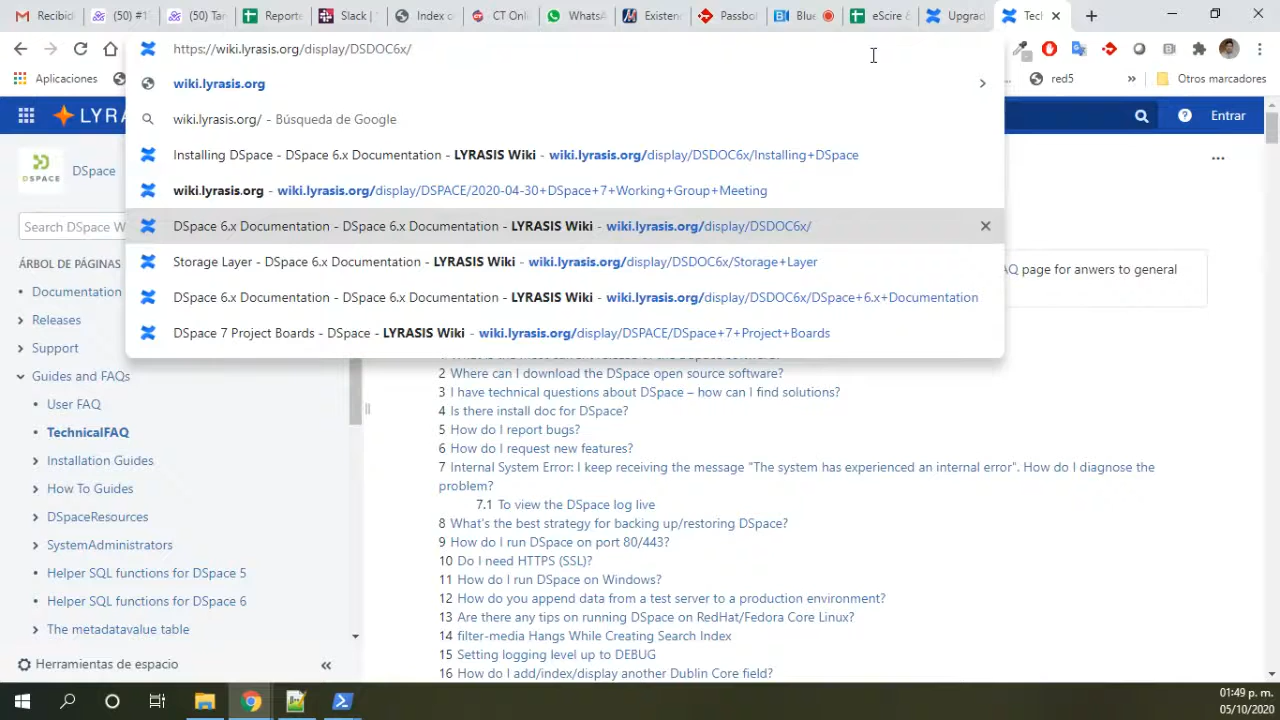 Recibid
(50) #1
(50) Tar
Report
Slack |
Index o
CT Onli
WhatsA
Existen
Passbol
Blue
eScire &
Upgrad
Tech
https://wiki.lyrasis.org/display/DSDOC6x/
Aplicaciones
red5
»
Otros marcadores
wiki.lyrasis.org
wiki.lyrasis.org/ - Búsqueda de Google
Installing DSpace - DSpace 6.x Documentation - LYRASIS Wiki - wiki.lyrasis.org/display/DSDOC6x/Installing+DSpace
wiki.lyrasis.org - wiki.lyrasis.org/display/DSPACE/2020-04-30+DSpace+7+Working+Group+Meeting
DSpace 6.x Documentation - DSpace 6.x Documentation - LYRASIS Wiki - wiki.lyrasis.org/display/DSDOC6x/
Storage Layer - DSpace 6.x Documentation - LYRASIS Wiki - wiki.lyrasis.org/display/DSDOC6x/Storage+Layer
DSpace 6.x Documentation - DSpace 6.x Documentation - LYRASIS Wiki - wiki.lyrasis.org/display/DSDOC6x/DSpace+6.x+Documentation
DSpace 7 Project Boards - DSpace - LYRASIS Wiki - wiki.lyrasis.org/display/DSPACE/DSpace+7+Project+Boards
LYR
Entrar
DSPACE
DSpace
Search DSpace W
ÁRBOL DE PÁGINAS
Documentation
Releases
Support
Guides and FAQs
User FAQ
TechnicalFAQ
Installation Guides
How To Guides
DSpaceResources
SystemAdministrators
Helper SQL functions for DSpace 5
Helper SQL functions for DSpace 6
The metadatavalue table
Herramientas de espacio
«
AQ page for anwers to general
2 Where can I download the DSpace open source software?
3 I have technical questions about DSpace – how can I find solutions?
4 Is there install doc for DSpace?
5 How do I report bugs?
6 How do I request new features?
7 Internal System Error: I keep receiving the message "The system has experienced an internal error". How do I diagnose the
problem?
7.1 To view the DSpace log live
8 What's the best strategy for backing up/restoring DSpace?
9 How do I run DSpace on port 80/443?
10 Do I need HTTPS (SSL)?
11 How do I run DSpace on Windows?
12 How do you append data from a test server to a production environment?
13 Are there any tips on running DSpace on RedHat/Fedora Core Linux?
14 filter-media Hangs While Creating Search Index
15 Setting logging level up to DEBUG
16 How do I add/index/display another Dublin Core field?
01:49 p. m.
05/10/2020